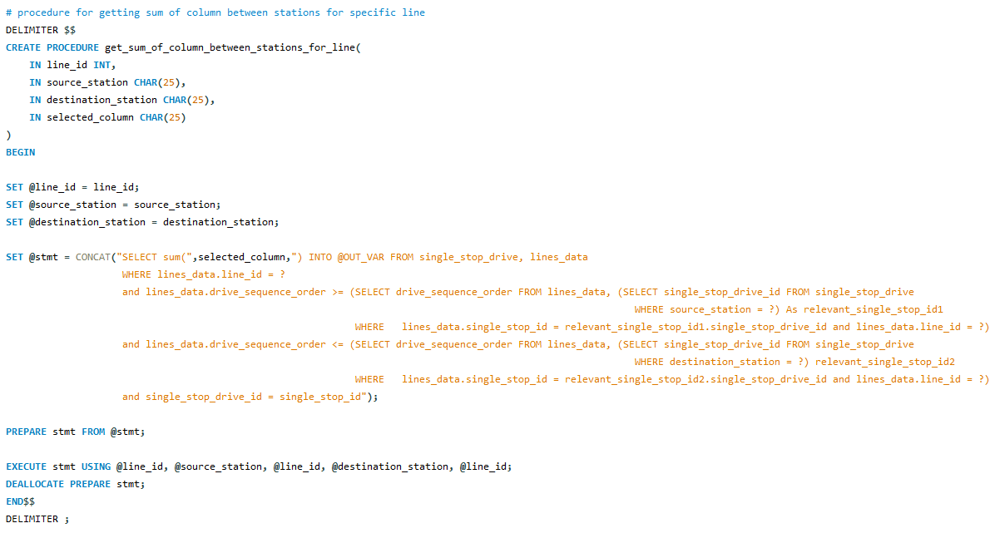 # procedure for getting sum of column between stations for specific line
DELIMITER $$
CREATE PROCEDURE get_sum_of_column_between_stations_for_line(
    IN line_id INT,
    IN source_station CHAR(25),
    IN destination_station CHAR(25),
    IN selected_column CHAR(25)
)
BEGIN

SET @line_id = line_id;
SET @source_station = source_station;
SET @destination_station = destination_station;

SET @stmt = CONCAT("SELECT sum(",selected_column,") INTO @OUT_VAR FROM single_stop_drive, lines_data
                    WHERE lines_data.line_id = ?
                    and lines_data.drive_sequence_order >= (SELECT drive_sequence_order FROM lines_data, (SELECT single_stop_drive_id FROM single_stop_drive
                                                                                                            WHERE source_station = ?) As relevant_single_stop_id1
                                                            WHERE   lines_data.single_stop_id = relevant_single_stop_id1.single_stop_drive_id and lines_data.line_id = ?)
                    and lines_data.drive_sequence_order <= (SELECT drive_sequence_order FROM lines_data, (SELECT single_stop_drive_id FROM single_stop_drive
                                                                                                            WHERE destination_station = ?) relevant_single_stop_id2
                                                            WHERE   lines_data.single_stop_id = relevant_single_stop_id2.single_stop_drive_id and lines_data.line_id = ?)
                    and single_stop_drive_id = single_stop_id");

PREPARE stmt FROM @stmt;

EXECUTE stmt USING @line_id, @source_station, @line_id, @destination_station, @line_id;
DEALLOCATE PREPARE stmt;
END$$
DELIMITER ;